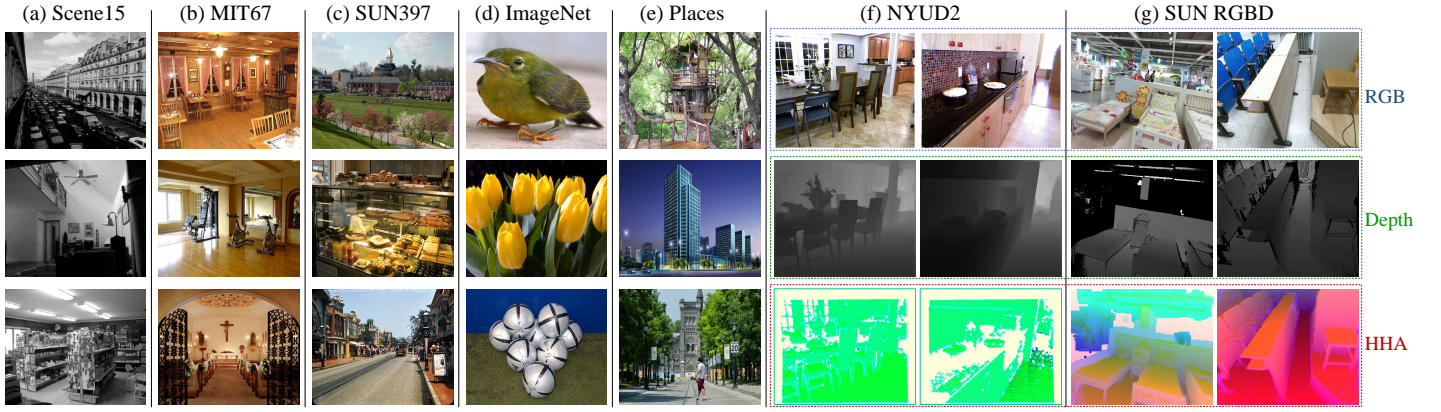 (a) Scene15 (b) MIT67 (c) SUN397 (d) ImageNet (e) Places (f) NYUD2 (g) SUN RGBD
RGB
Depth
HHA